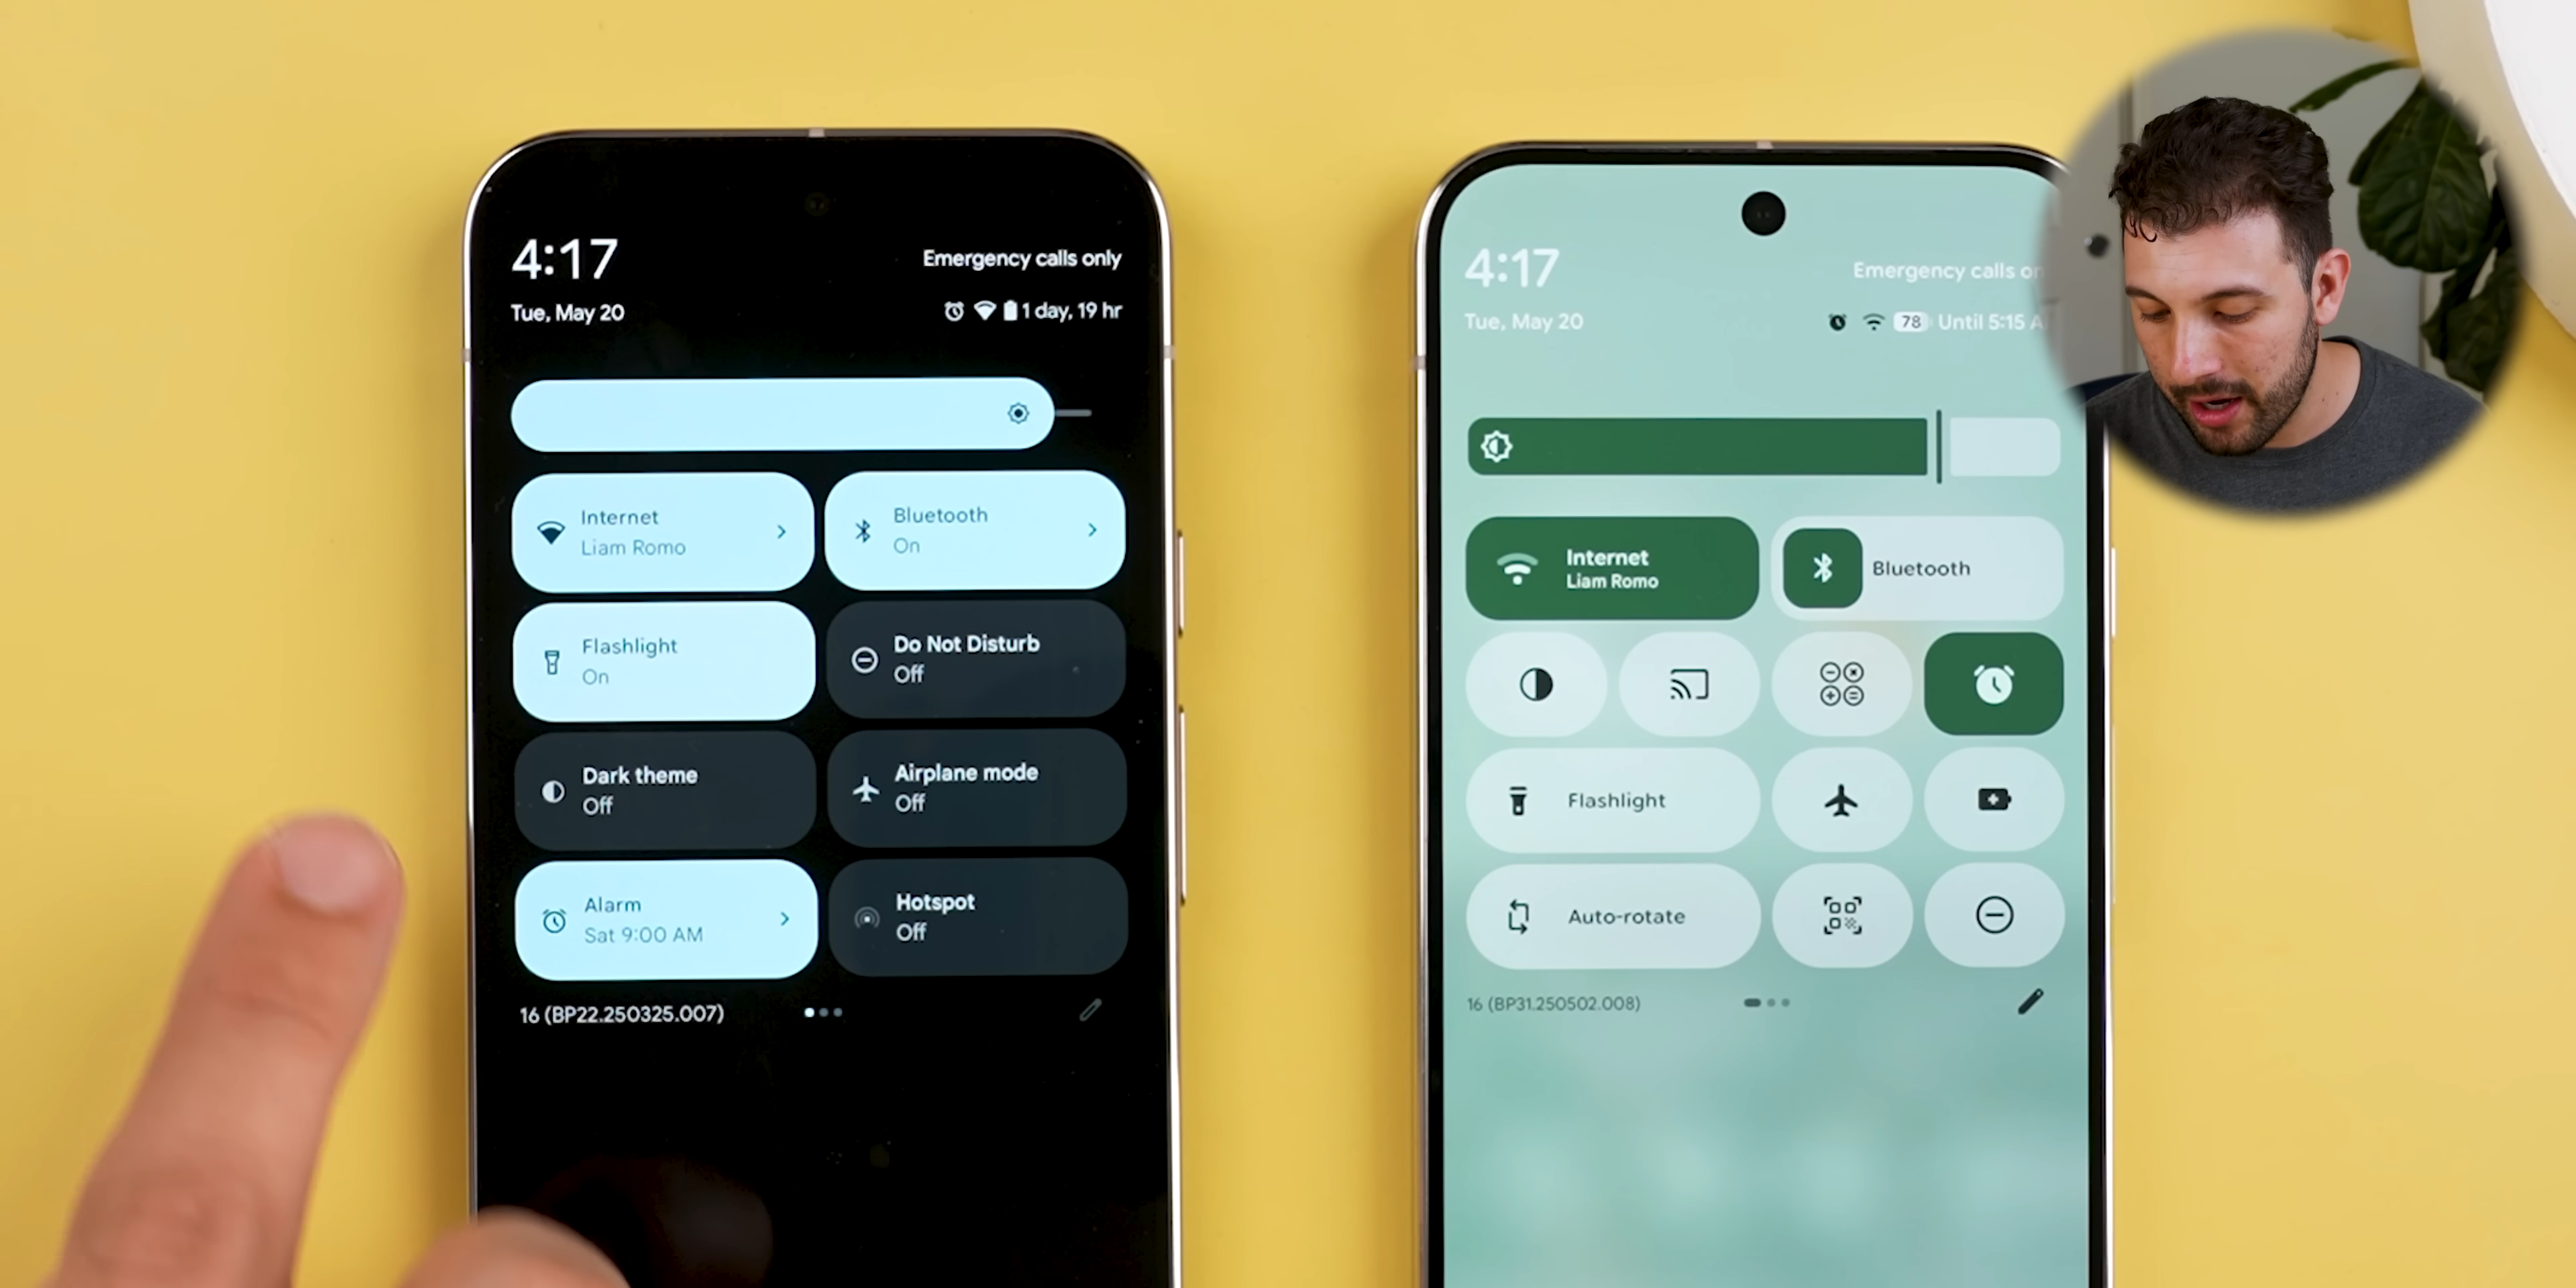 4:17
Emergency calls only
Tue, May 20
1 day, 19 hr
Internet
Liam Romo
Bluetooth
On
Flashlight
On
Do Not Disturb
Off
Dark theme
Off
Airplane mode
Off
Alarm
Sat 9:00 AM
Hotspot
Off
16 (BP22.250325.007)
4:17
Emergency calls
Tue, May 20
78 Until 5:15
Internet
Liam Romo
Bluetooth
Flashlight
Auto-rotate
16 (BP31.250502.008)